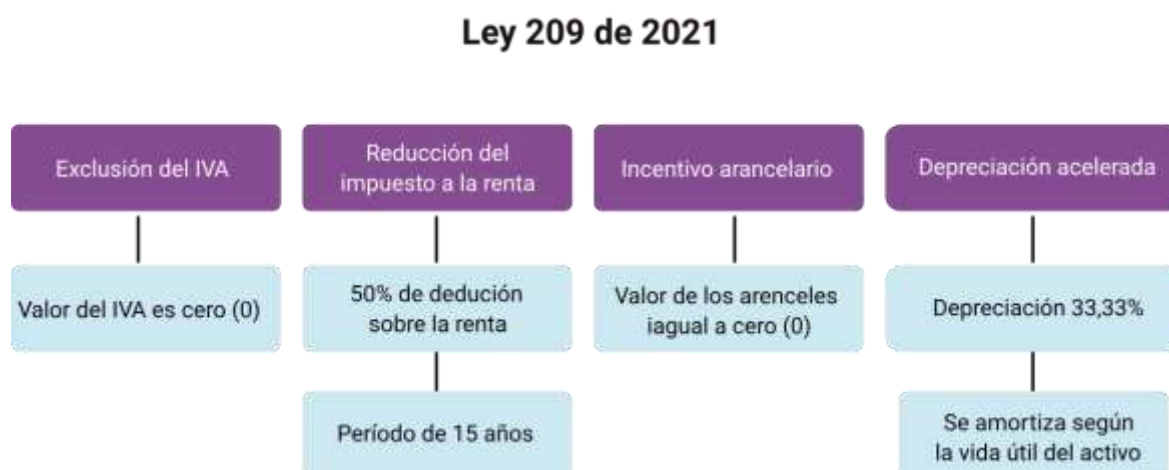 Ley 209 de 2021
Exclusión del IVA
Reducción del
impuesto a la renta
Incentivo arancelario
Depreciación acelerada
Valor del IVA es cero (0)
50% de dedución
sobre la renta
Valor de los arenceles
iagual a cero (0)
Depreciación 33,33%
Período de 15 años
Se amortiza según
la vida útil del activo